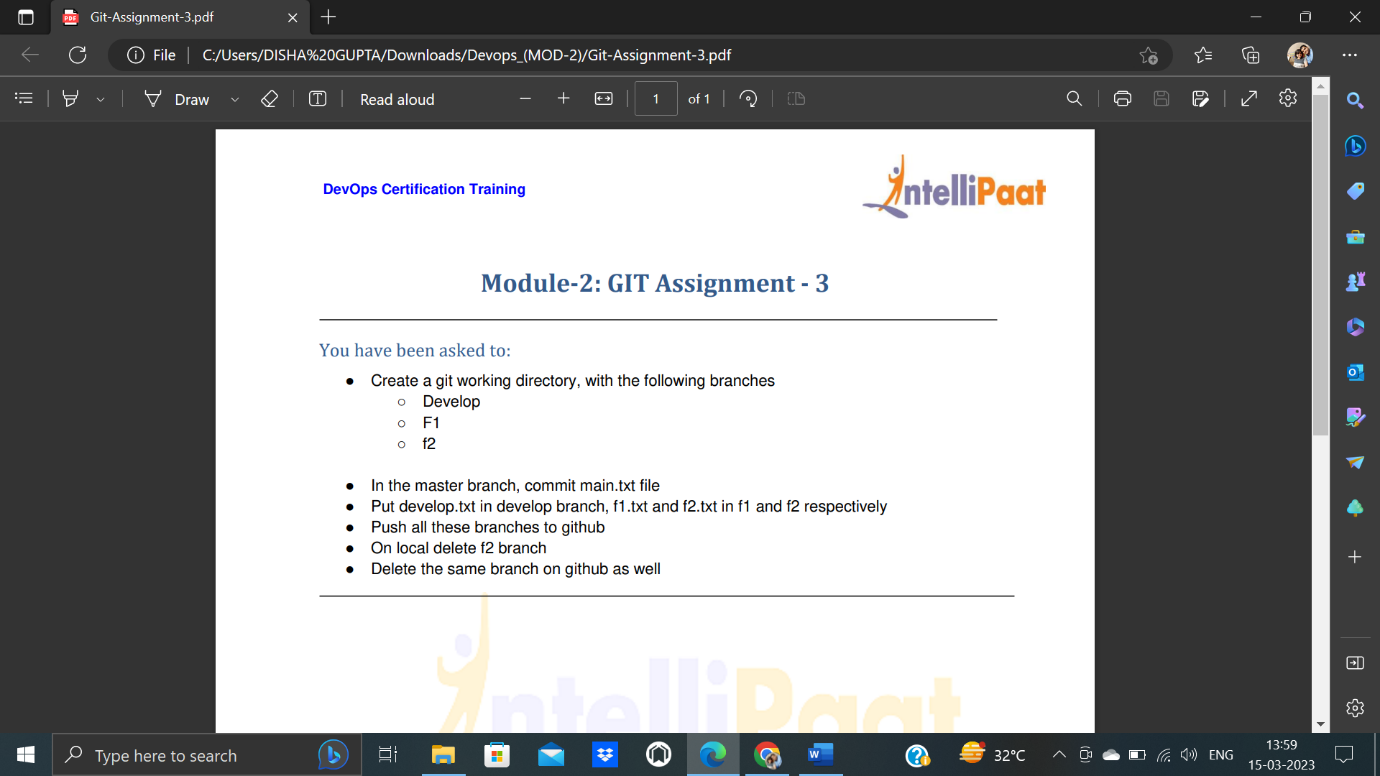 Git-Assignment-3.pdf
File
C:/Users/DISHA%20GUPTA/Downloads/Devops_(MOD-2)/Git-Assignment-3.pdf
Draw
Read aloud
1 of 1
DevOps Certification Training
IntelliPaat
Module-2: GIT Assignment - 3
You have been asked to:
● Create a git working directory, with the following branches
○ Develop
○ F1
○ f2
● In the master branch, commit main.txt file
● Put develop.txt in develop branch, f1.txt and f2.txt in f1 and f2 respectively
● Push all these branches to github
● On local delete f2 branch
● Delete the same branch on github as well
IntelliPaat
Type here to search
32°C
ENG
13:59
15-03-2023